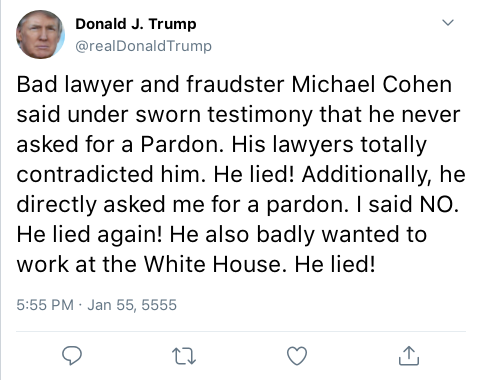 Donald J. Trump
@realDonaldTrump
Bad lawyer and fraudster Michael Cohen
said under sworn testimony that he never
asked for a Pardon. His lawyers totally
contradicted him. He lied! Additionally, he
directly asked me for a pardon. I said NO.
He lied again! He also badly wanted to
work at the White House. He lied!
5:55 PM · Jan 55, 5555